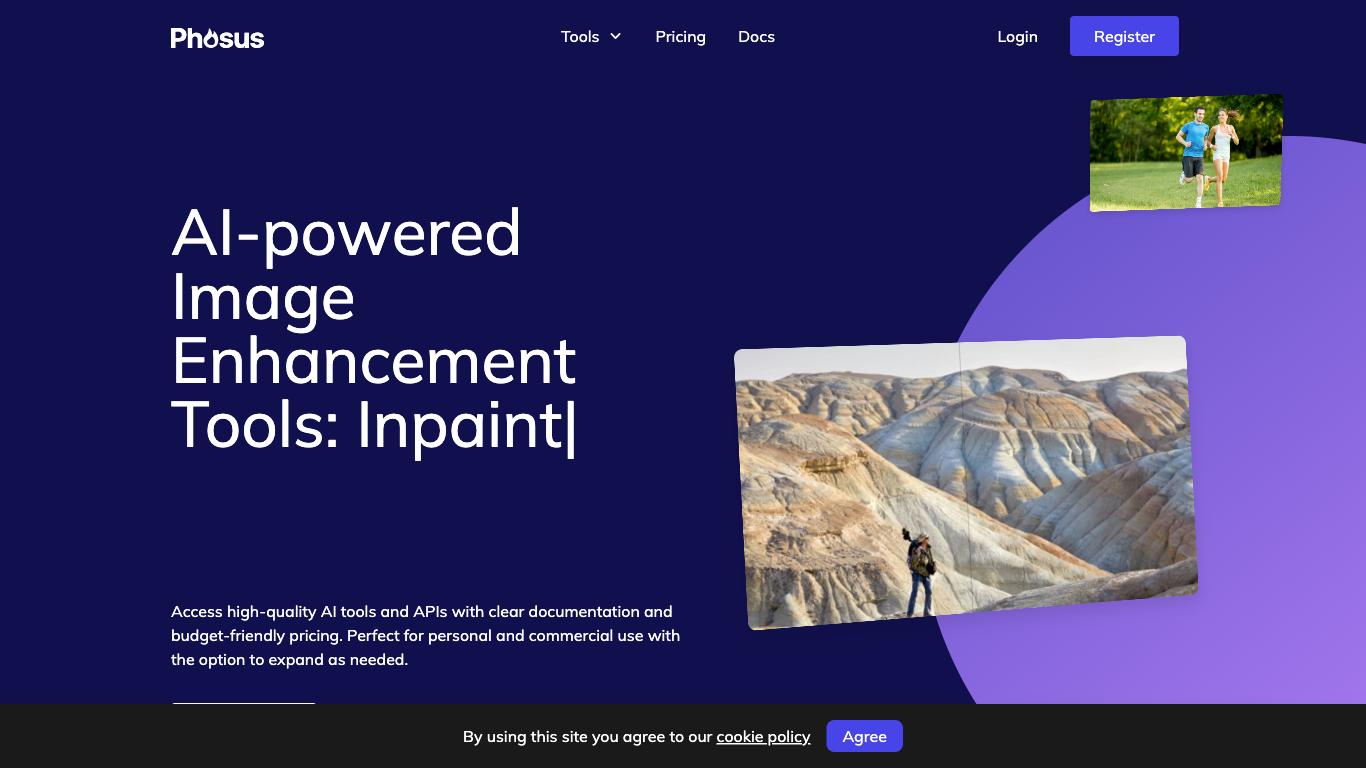 Phosus
Tools
Pricing
Docs
Login
Register
AI-powered
Image
Enhancement
Tools: Inpaint|
Access high-quality AI tools and APIs with clear documentation and
budget-friendly pricing. Perfect for personal and commercial use with
the option to expand as needed.
By using this site you agree to our cookie policy
Agree